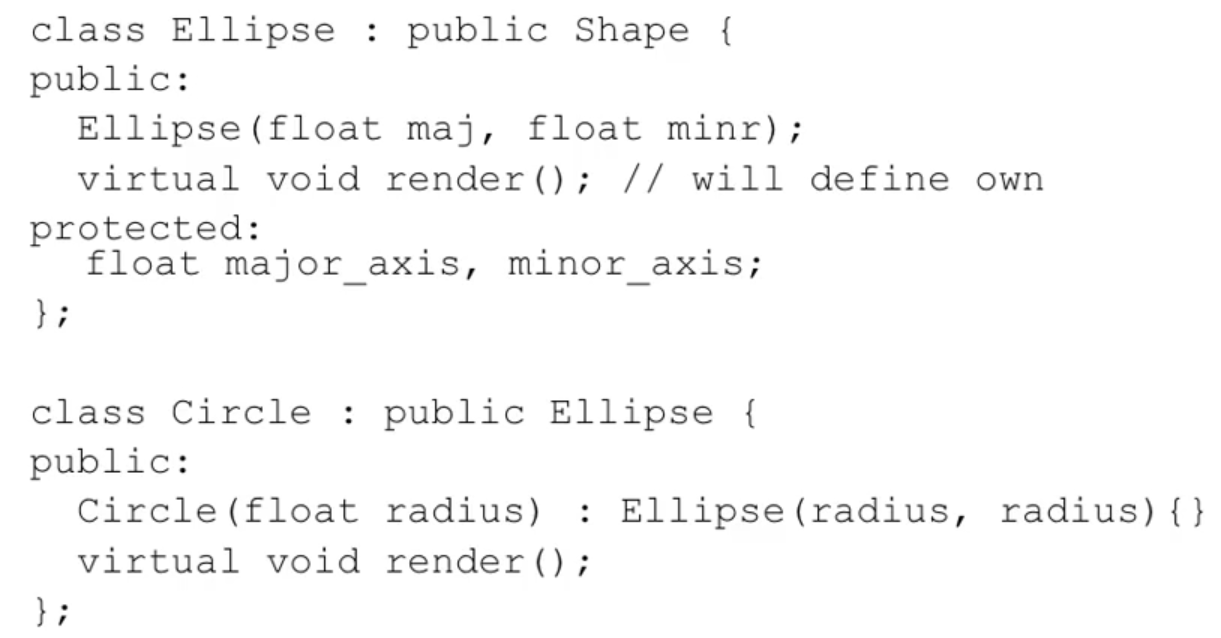 class Ellipse : public Shape {
public:
  Ellipse(float maj, float minr);
  virtual void render(); // will define own
protected:
  float major_axis, minor_axis;
};

class Circle : public Ellipse {
public:
  Circle(float radius) : Ellipse(radius, radius){}
  virtual void render();
};